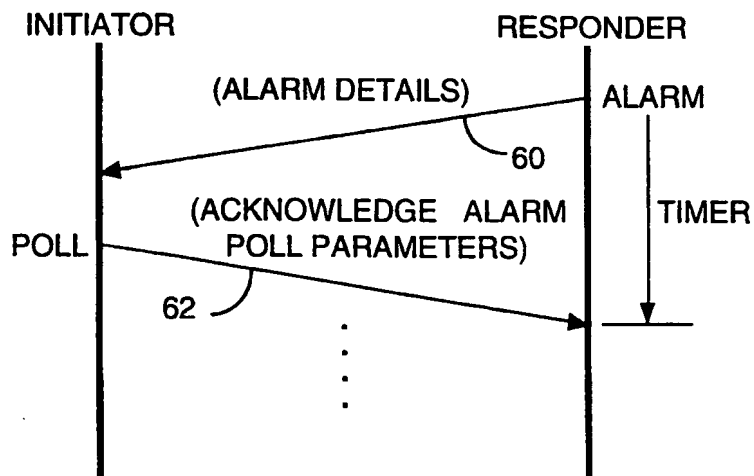 INITIATOR
RESPONDER
(ALARM DETAILS)
ALARM
60
(ACKNOWLEDGE ALARM
POLL PARAMETERS)
TIMER
POLL
62